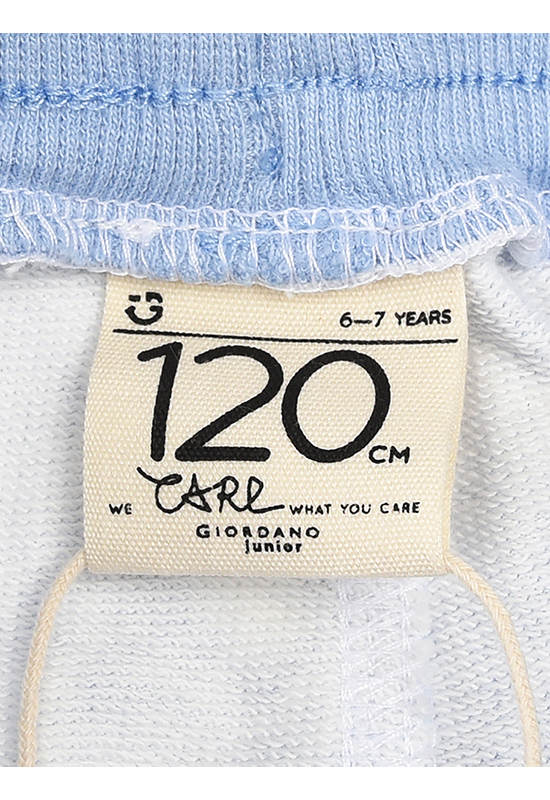 6–7 YEARS
120 CM
WE CARE WHAT YOU CARE
GIORDANO
junior